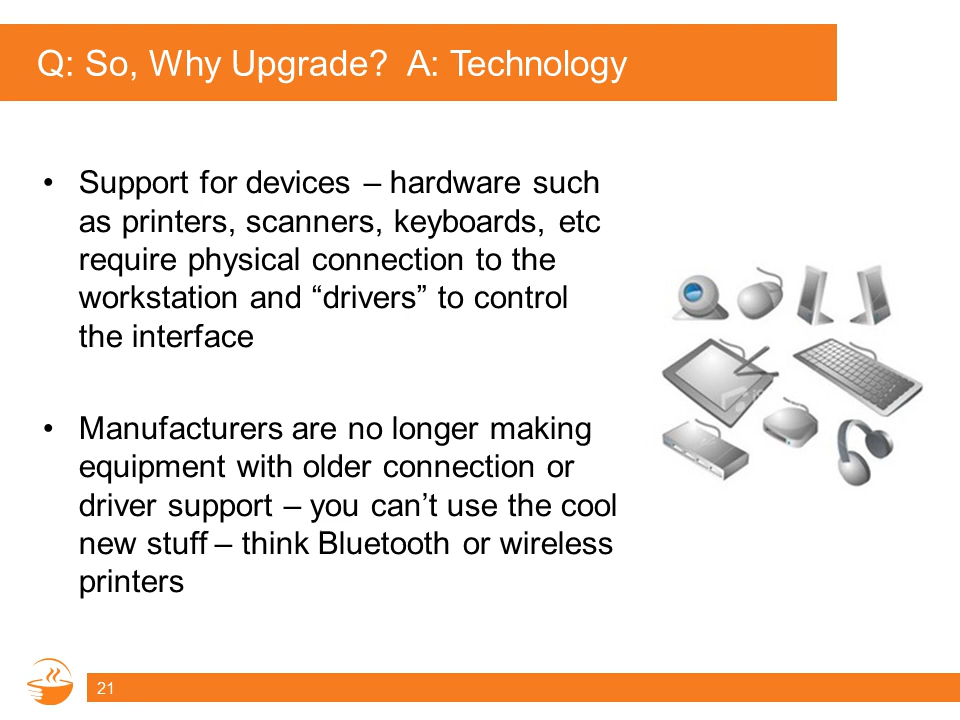 Q: So, Why Upgrade? A: Technology
• Support for devices – hardware such
as printers, scanners, keyboards, etc
require physical connection to the
workstation and “drivers” to control
the interface
• Manufacturers are no longer making
equipment with older connection or
driver support – you can’t use the cool
new stuff – think Bluetooth or wireless
printers
21